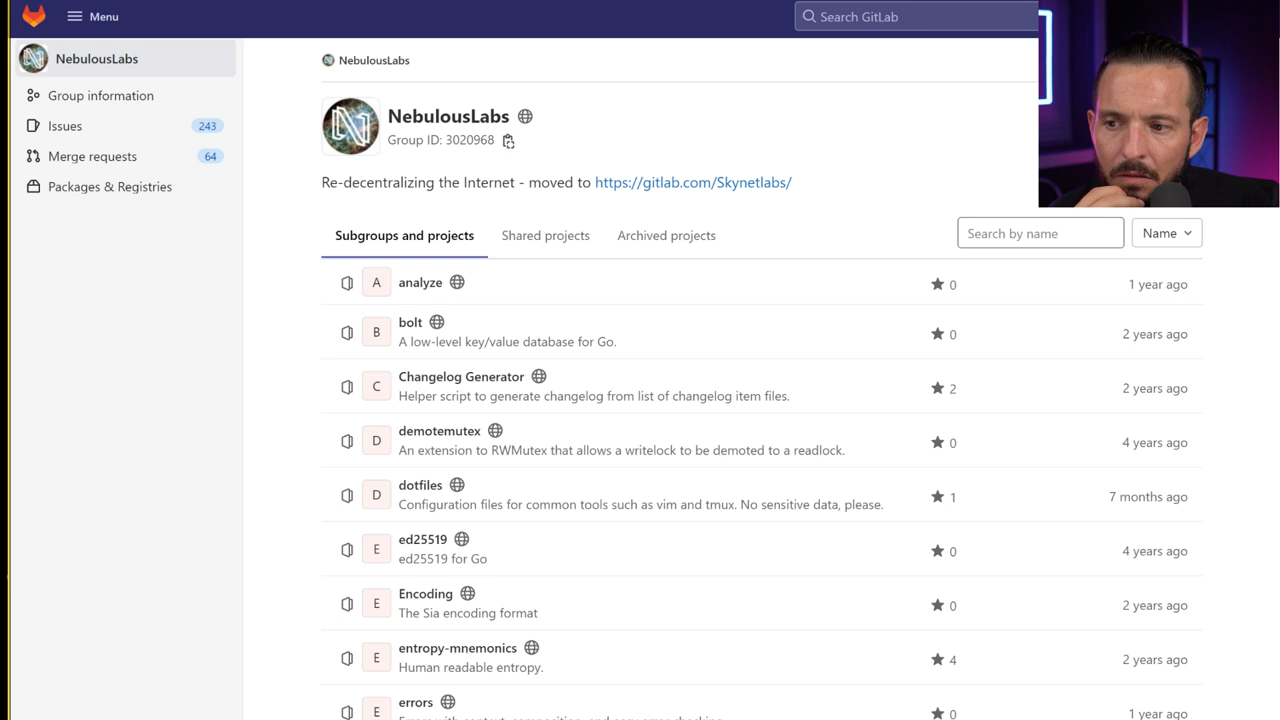 Menu
Search GitLab
NebulousLabs
Group information
Issues 243
Merge requests 64
Packages & Registries
NebulousLabs
NebulousLabs
Group ID: 3020968
Re-decentralizing the Internet - moved to https://gitlab.com/Skynetlabs/
Subgroups and projects Shared projects Archived projects Search by name Name
A analyze 0 1 year ago
B bolt 0 2 years ago
A low-level key/value database for Go.
C Changelog Generator 2 2 years ago
Helper script to generate changelog from list of changelog item files.
D demotemutex 0 4 years ago
An extension to RWMutex that allows a writelock to be demoted to a readlock.
D dotfiles 1 7 months ago
Configuration files for common tools such as vim and tmux. No sensitive data, please.
E ed25519 0 4 years ago
ed25519 for Go
E Encoding 0 2 years ago
The Sia encoding format
E entropy-mnemonics 4 2 years ago
Human readable entropy.
E errors 0 1 year ago